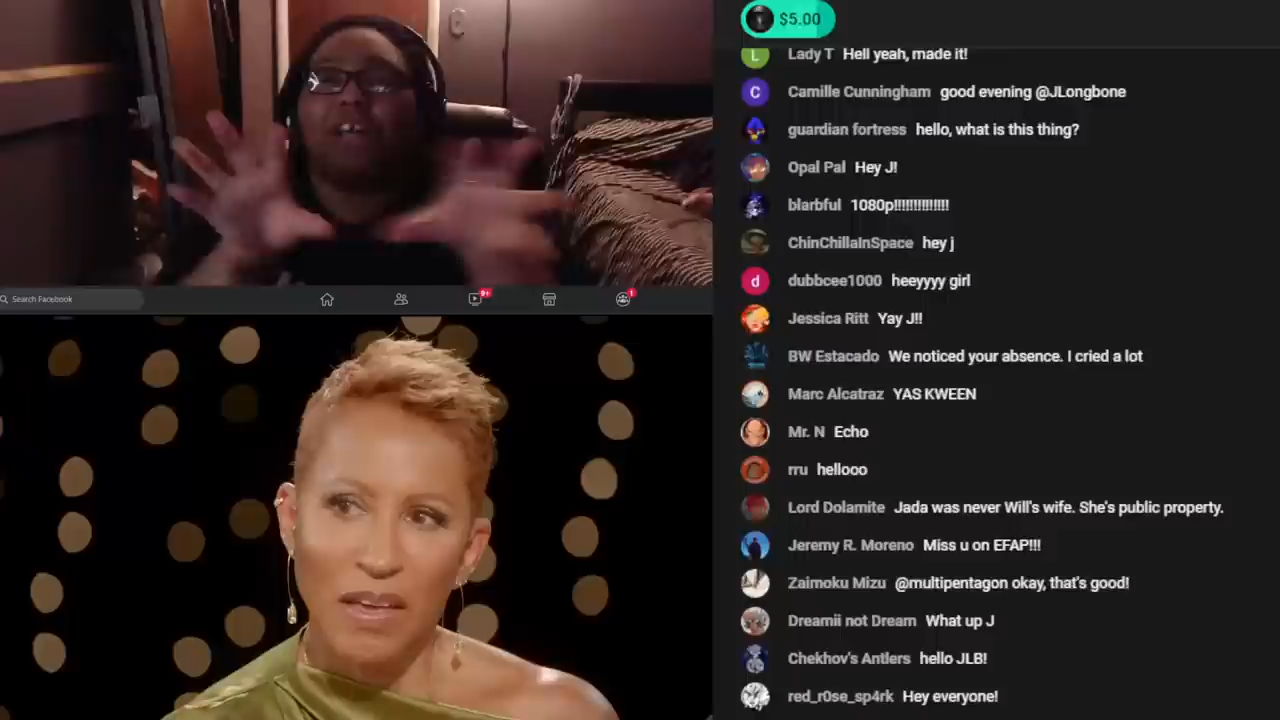 $5.00
L Lady T Hell yeah, made it!
C Camille Cunningham good evening @JLongbone
guardian fortress hello, what is this thing?
Opal Pal Hey J!
blarbful 1080p!!!!!!!!!!!!!!
ChinChillaInSpace hey j
d dubbcee1000 heeyyyy girl
Jessica Ritt Yay J!!
BW Estacado We noticed your absence. I cried a lot
Marc Alcatraz YAS KWEEN
Mr. N Echo
rru hellooo
Lord Dolamite Jada was never Will's wife. She's public property.
Jeremy R. Moreno Miss u on EFAP!!!
Zaimoku Mizu @multipentagon okay, that's good!
Dreamii not Dream What up J
Chekhov's Antlers hello JLB!
red_r0se_sp4rk Hey everyone!
Search Facebook
9+
1